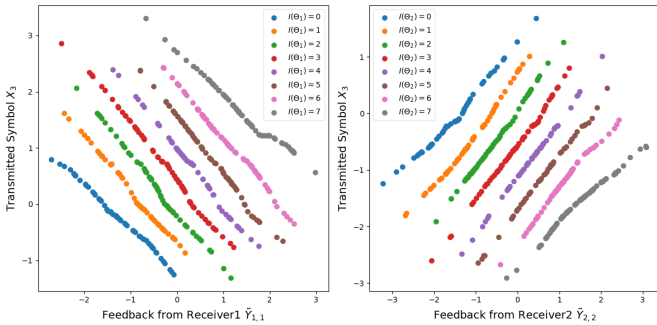 Transmitted Symbol X₃
3
2
1
0
−1
−2
−1
0
1
2
3
Feedback from Receiver1 Ỹ₁,₁
I(Θ₁) = 0
I(Θ₁) = 1
I(Θ₁) = 2
I(Θ₁) = 3
I(Θ₁) = 4
I(Θ₁) = 5
I(Θ₁) = 6
I(Θ₁) = 7
Transmitted Symbol X₃
2
1
0
−1
−2
−3
−3
−2
−1
0
1
2
3
Feedback from Receiver2 Ỹ₂,₂
I(Θ₂) = 0
I(Θ₂) = 1
I(Θ₂) = 2
I(Θ₂) = 3
I(Θ₂) = 4
I(Θ₂) = 5
I(Θ₂) = 6
I(Θ₂) = 7